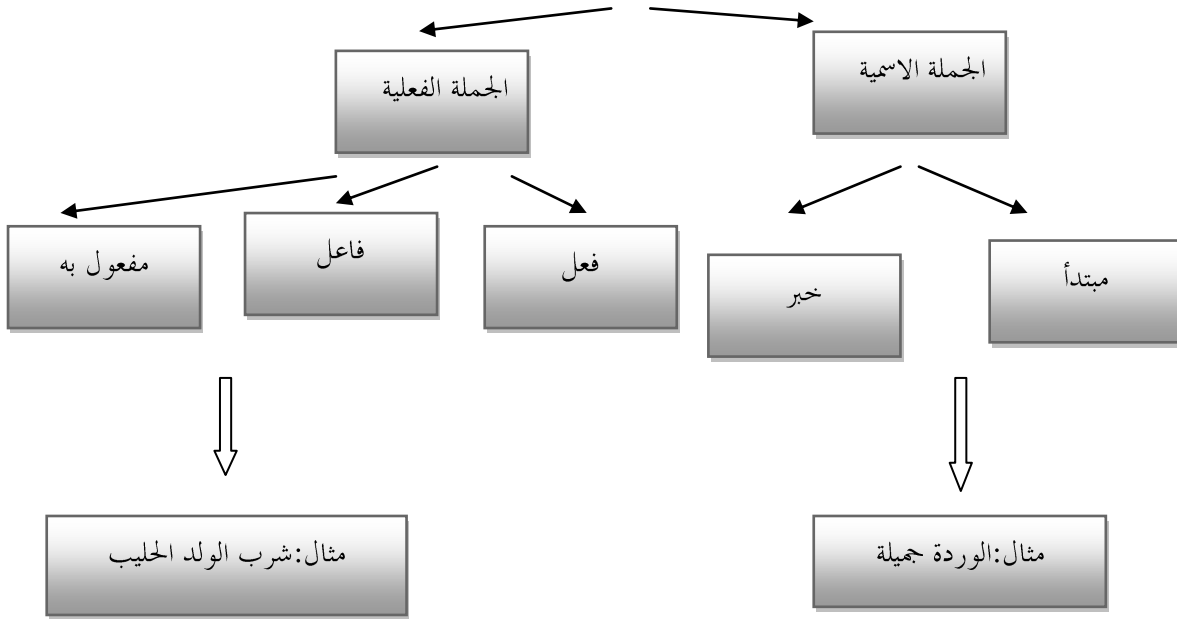 الجملة الاسمية
الجملة الفعلية
مبتدأ
خبر
فعل
فاعل
مفعول به
مثال:الوردة جميلة
مثال:شرب الولد الحليب